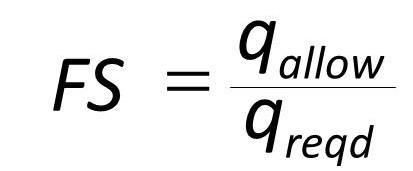 FS = q_allow / q_reqd